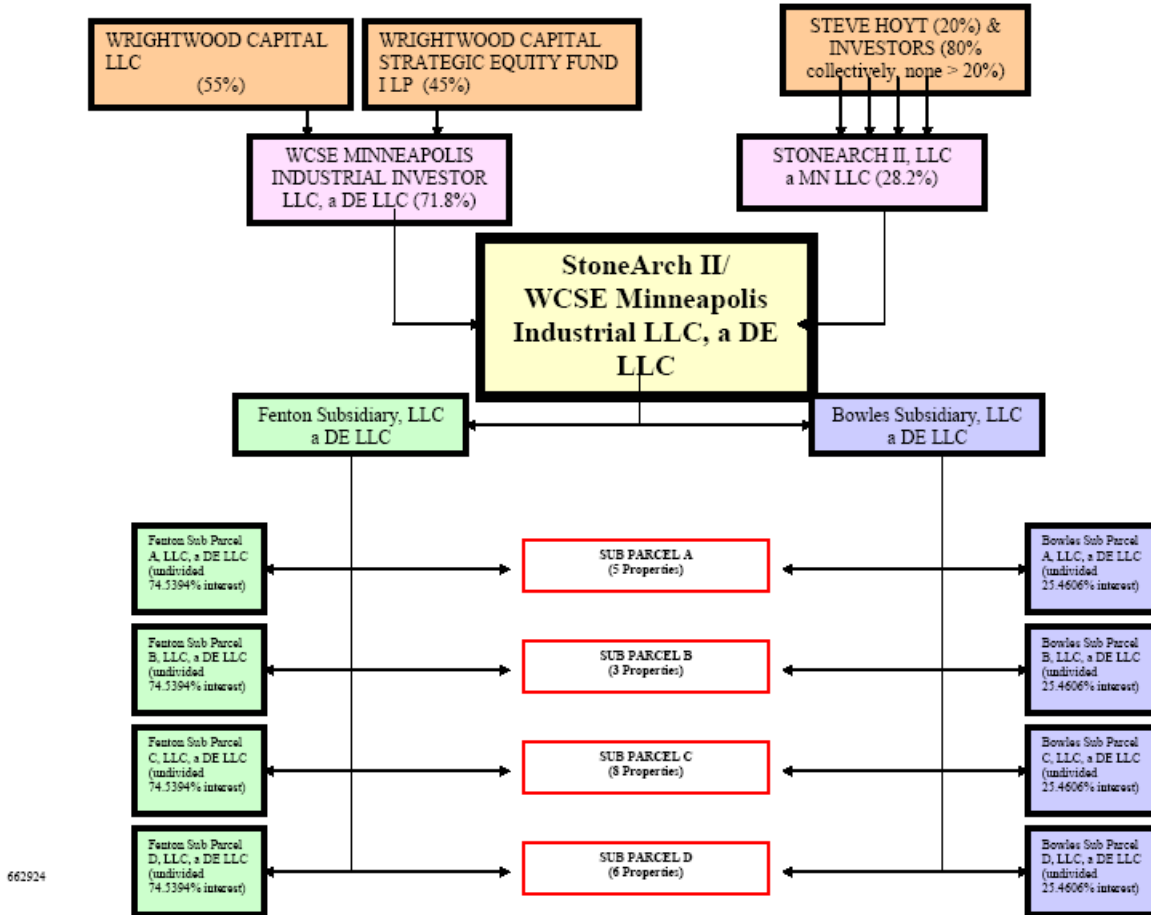 WRIGHTWOOD CAPITAL
LLC
(55%)
WRIGHTWOOD CAPITAL
STRATEGIC EQUITY FUND
I LP (45%)
STEVE HOYT (20%) &
INVESTORS (80%
collectively, none > 20%)
WCSE MINNEAPOLIS
INDUSTRIAL INVESTOR
LLC, a DE LLC (71.8%)
STONEARCH II, LLC
a MN LLC (28.2%)
StoneArch II/
WCSE Minneapolis
Industrial LLC, a DE
LLC
Fenton Subsidiary, LLC
a DE LLC
Bowles Subsidiary, LLC
a DE LLC
Fenton Sub Parcel
A, LLC, a DE LLC
(undivided
74.5394% interest)
SUB PARCEL A
(5 Properties)
Bowles Sub Parcel
A, LLC, a DE LLC
(undivided
25.4606% interest)
Fenton Sub Parcel
B, LLC, a DE LLC
(undivided
74.5394% interest)
SUB PARCEL B
(3 Properties)
Bowles Sub Parcel
B, LLC, a DE LLC
(undivided
25.4606% interest)
Fenton Sub Parcel
C, LLC, a DE LLC
(undivided
74.5394% interest)
SUB PARCEL C
(8 Properties)
Bowles Sub Parcel
C, LLC, a DE LLC
(undivided
25.4606% interest)
Fenton Sub Parcel
D, LLC, a DE LLC
(undivided
74.5394% interest)
SUB PARCEL D
(6 Properties)
Bowles Sub Parcel
D, LLC, a DE LLC
(undivided
25.4606% interest)
662924